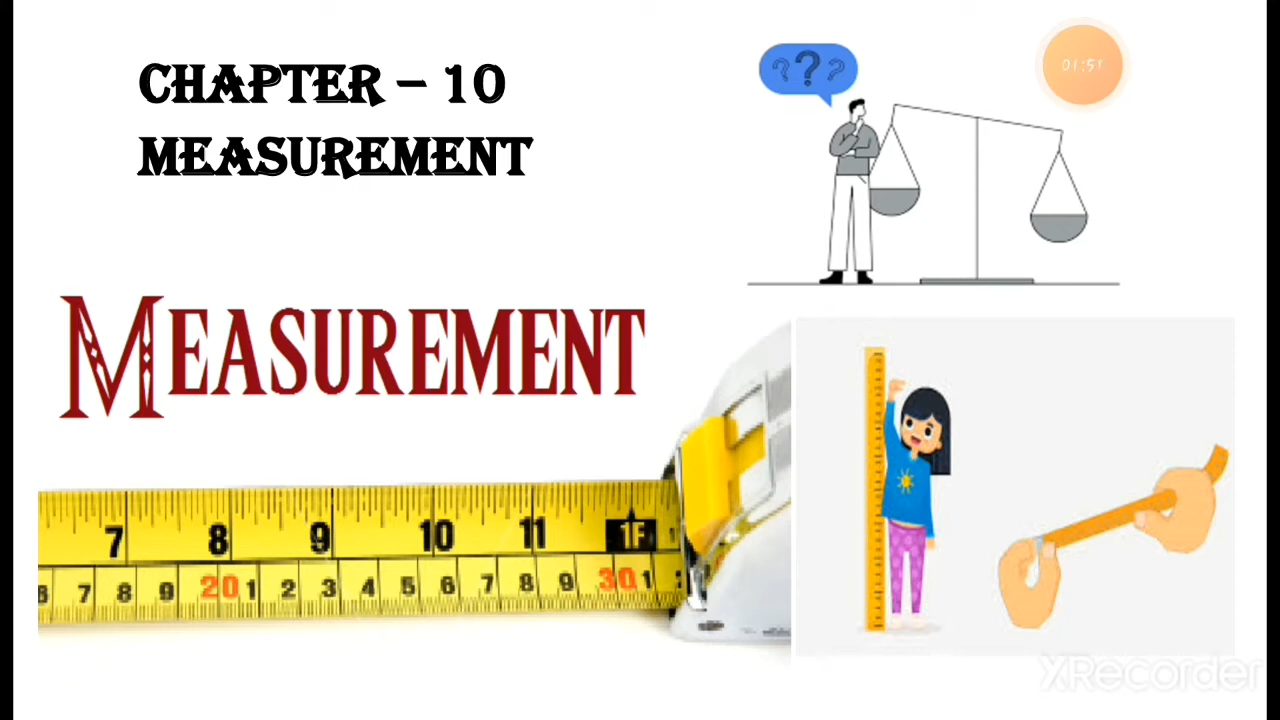 CHAPTER – 10
MEASUREMENT
? ? ?
01:51
MEASUREMENT
7 8 9 10 11 1F
6 7 8 9 20 1 2 3 4 5 6 7 8 9 30 1
XRecorder